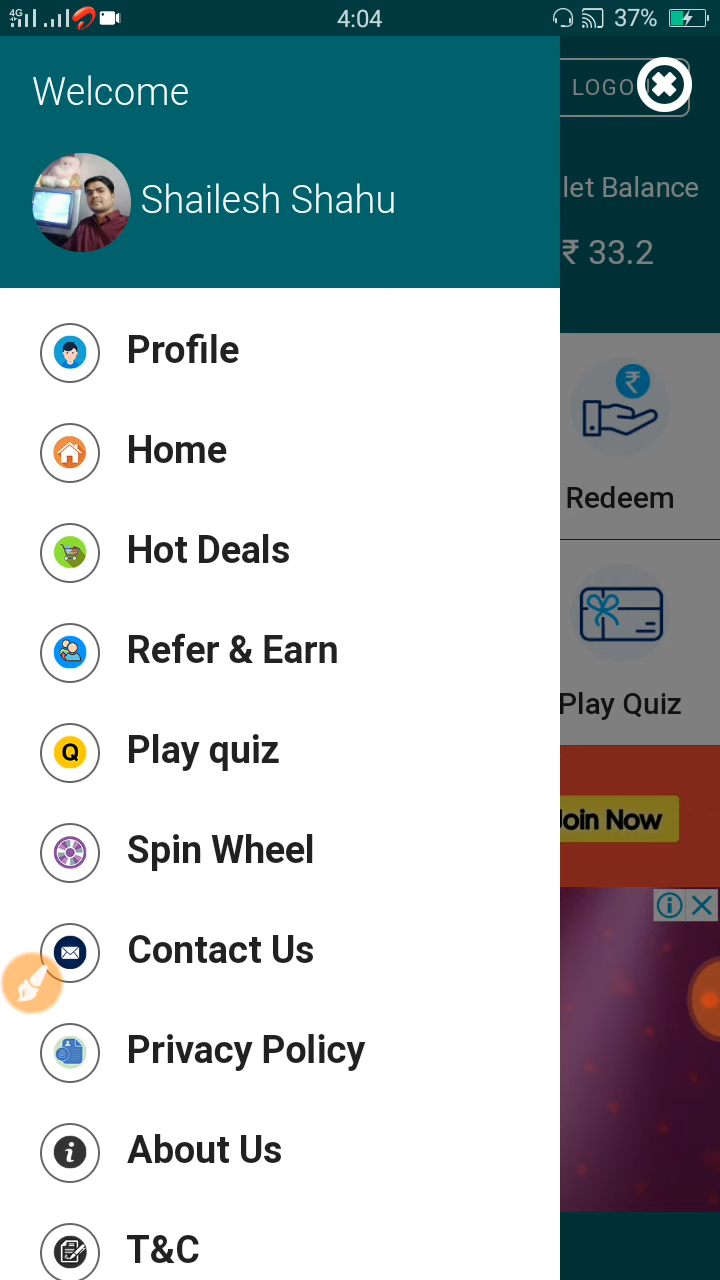 4G
4:04
37%
Welcome
LOGO
Shailesh Shahu
let Balance
₹ 33.2
Profile
Home
Hot Deals
₹
Redeem
Refer & Earn
Play quiz
Q
Play Quiz
Spin Wheel
Join Now
Contact Us
Privacy Policy
About Us
T&C